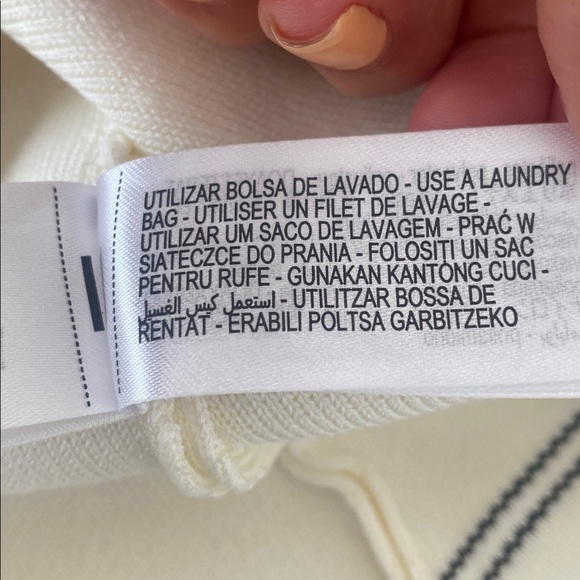 UTILIZAR BOLSA DE LAVADO - USE A LAUNDRY
BAG - UTILISER UN FILET DE LAVAGE -
UTILIZAR UM SACO DE LAVAGEM - PRAĆ W
SIATECZCE DO PRANIA - FOLOSITI UN SAC
PENTRU RUFE - GUNAKAN KANTONG CUCI -
استعمل كيس الغسيل - UTILITZAR BOSSA DE
RENTAT - ERABILI POLTSA GARBITZEKO